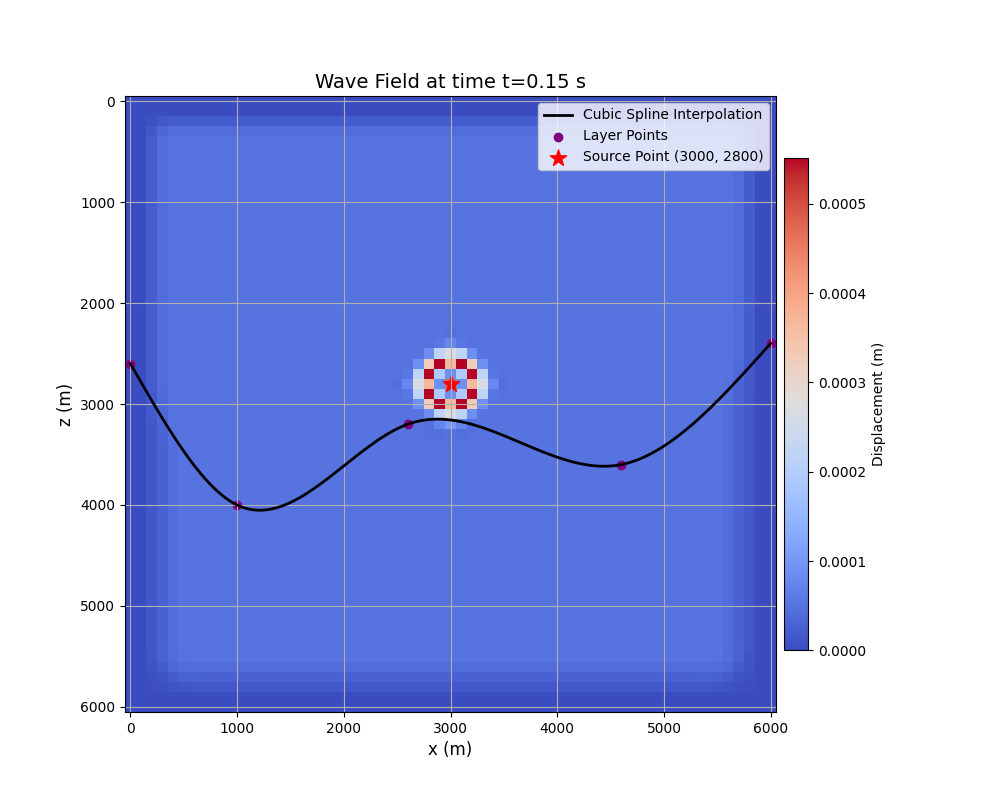 Wave Field at time t=0.15 s
Cubic Spline Interpolation
Layer Points
Source Point (3000, 2800)
0
1000
2000
3000
4000
5000
6000
z (m)
0 1000 2000 3000 4000 5000 6000
x (m)
0.0005
0.0004
0.0003
0.0002
0.0001
0.0000
Displacement (m)